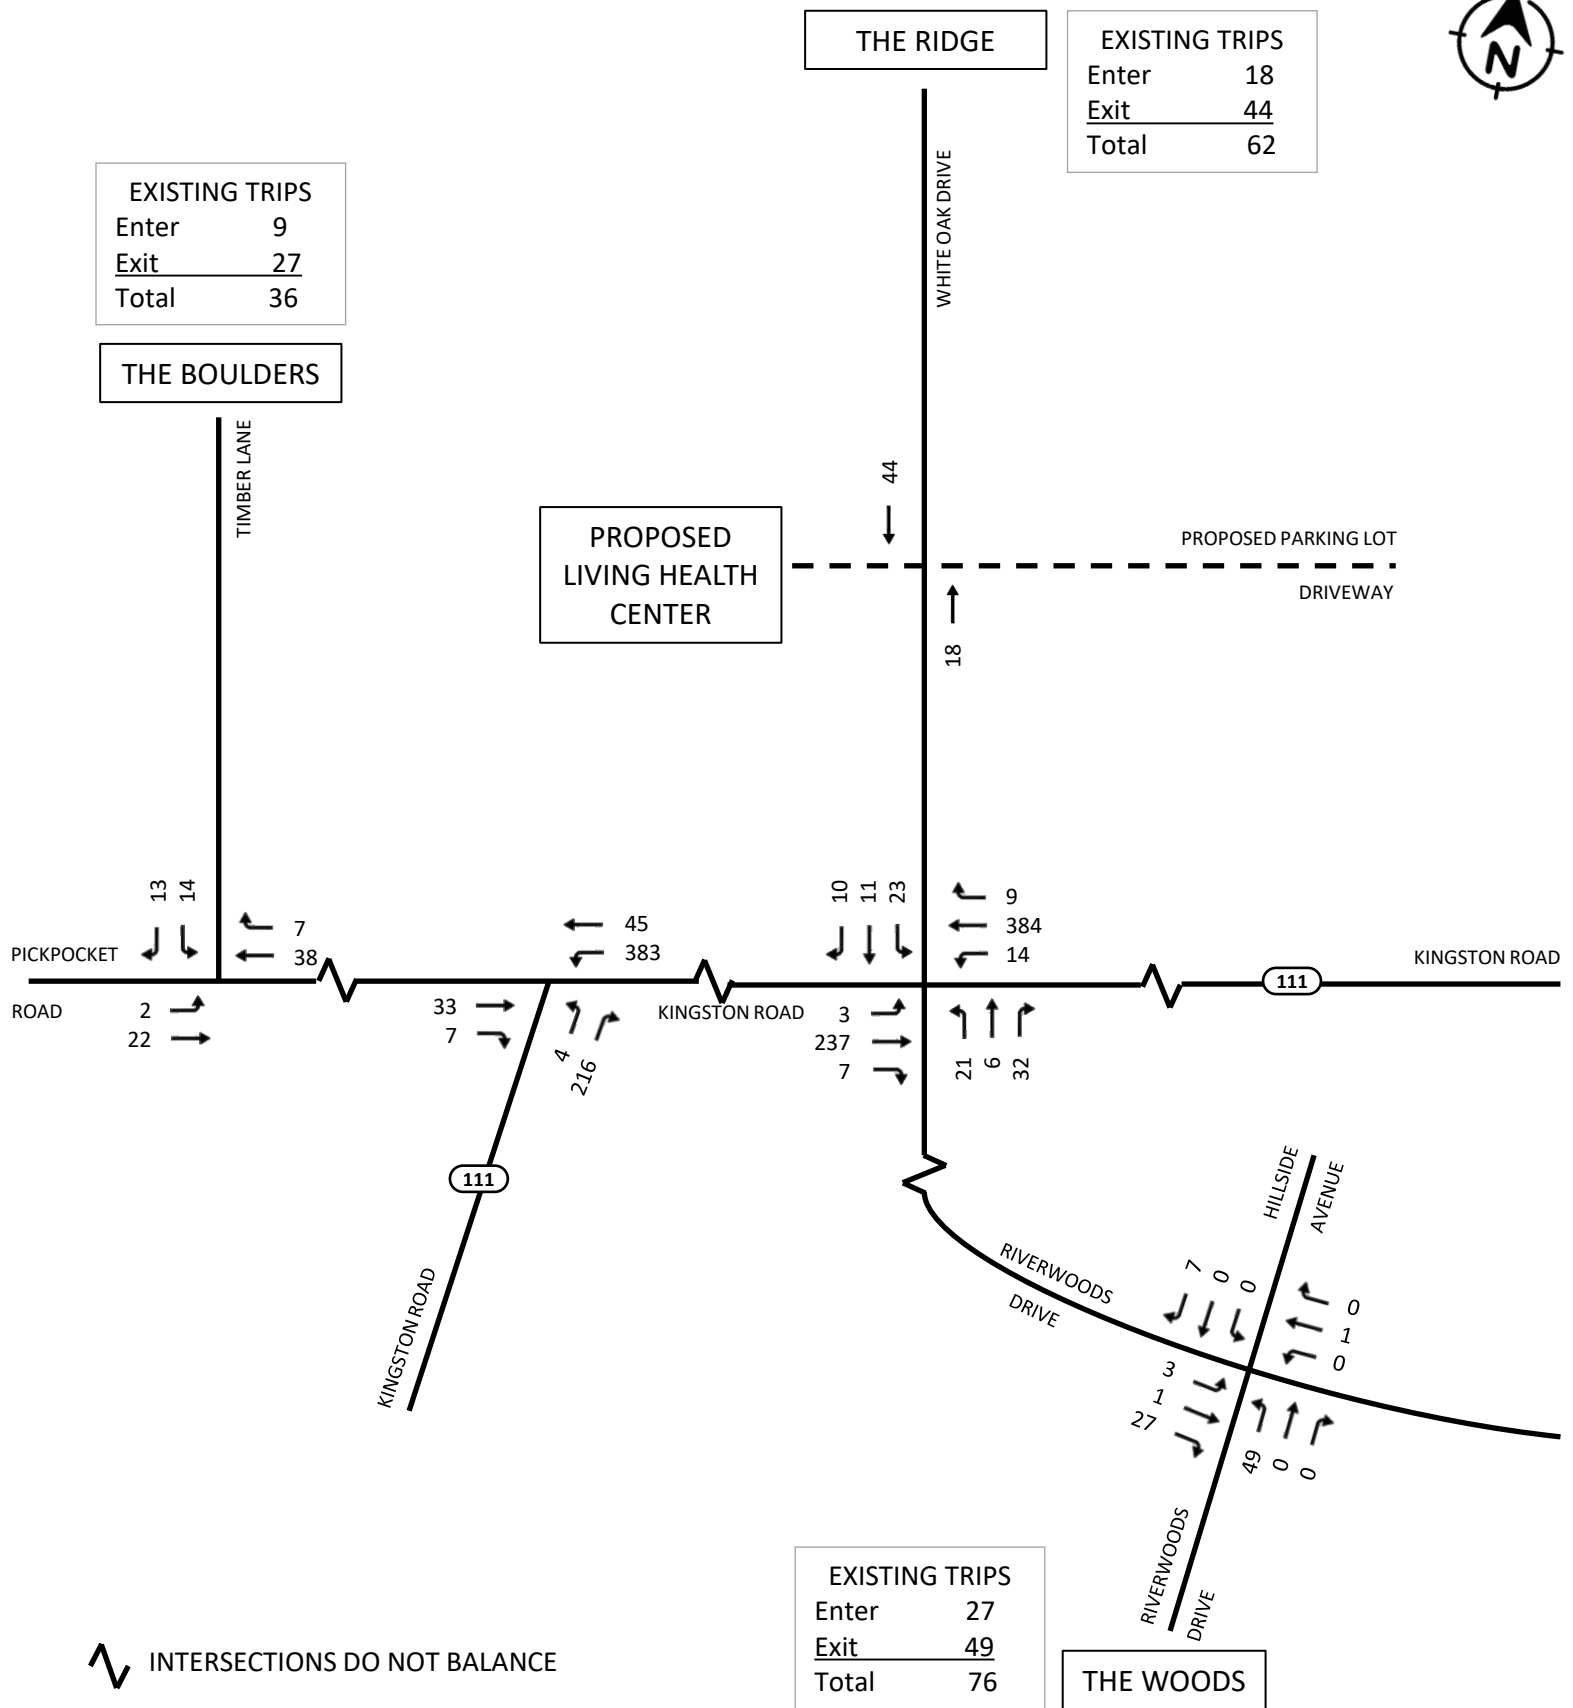 THE RIDGE
EXISTING TRIPS
Enter 18
Exit 44
Total 62
N
EXISTING TRIPS
Enter 9
Exit 27
Total 36
THE BOULDERS
TIMBER LANE
WHITE OAK DRIVE
44
PROPOSED
LIVING HEALTH
CENTER
PROPOSED PARKING LOT
DRIVEWAY
18
13
14
7
38
PICKPOCKET
ROAD
2
22
45
383
33
7
4
216
KINGSTON ROAD
111
KINGSTON ROAD
10
11
23
9
384
14
3
237
7
21
6
32
111
KINGSTON ROAD
HILLSIDE
AVENUE
RIVERWOODS
DRIVE
7
0
0
0
1
0
3
1
27
49
0
0
RIVERWOODS
DRIVE
EXISTING TRIPS
Enter 27
Exit 49
Total 76
THE WOODS
INTERSECTIONS DO NOT BALANCE